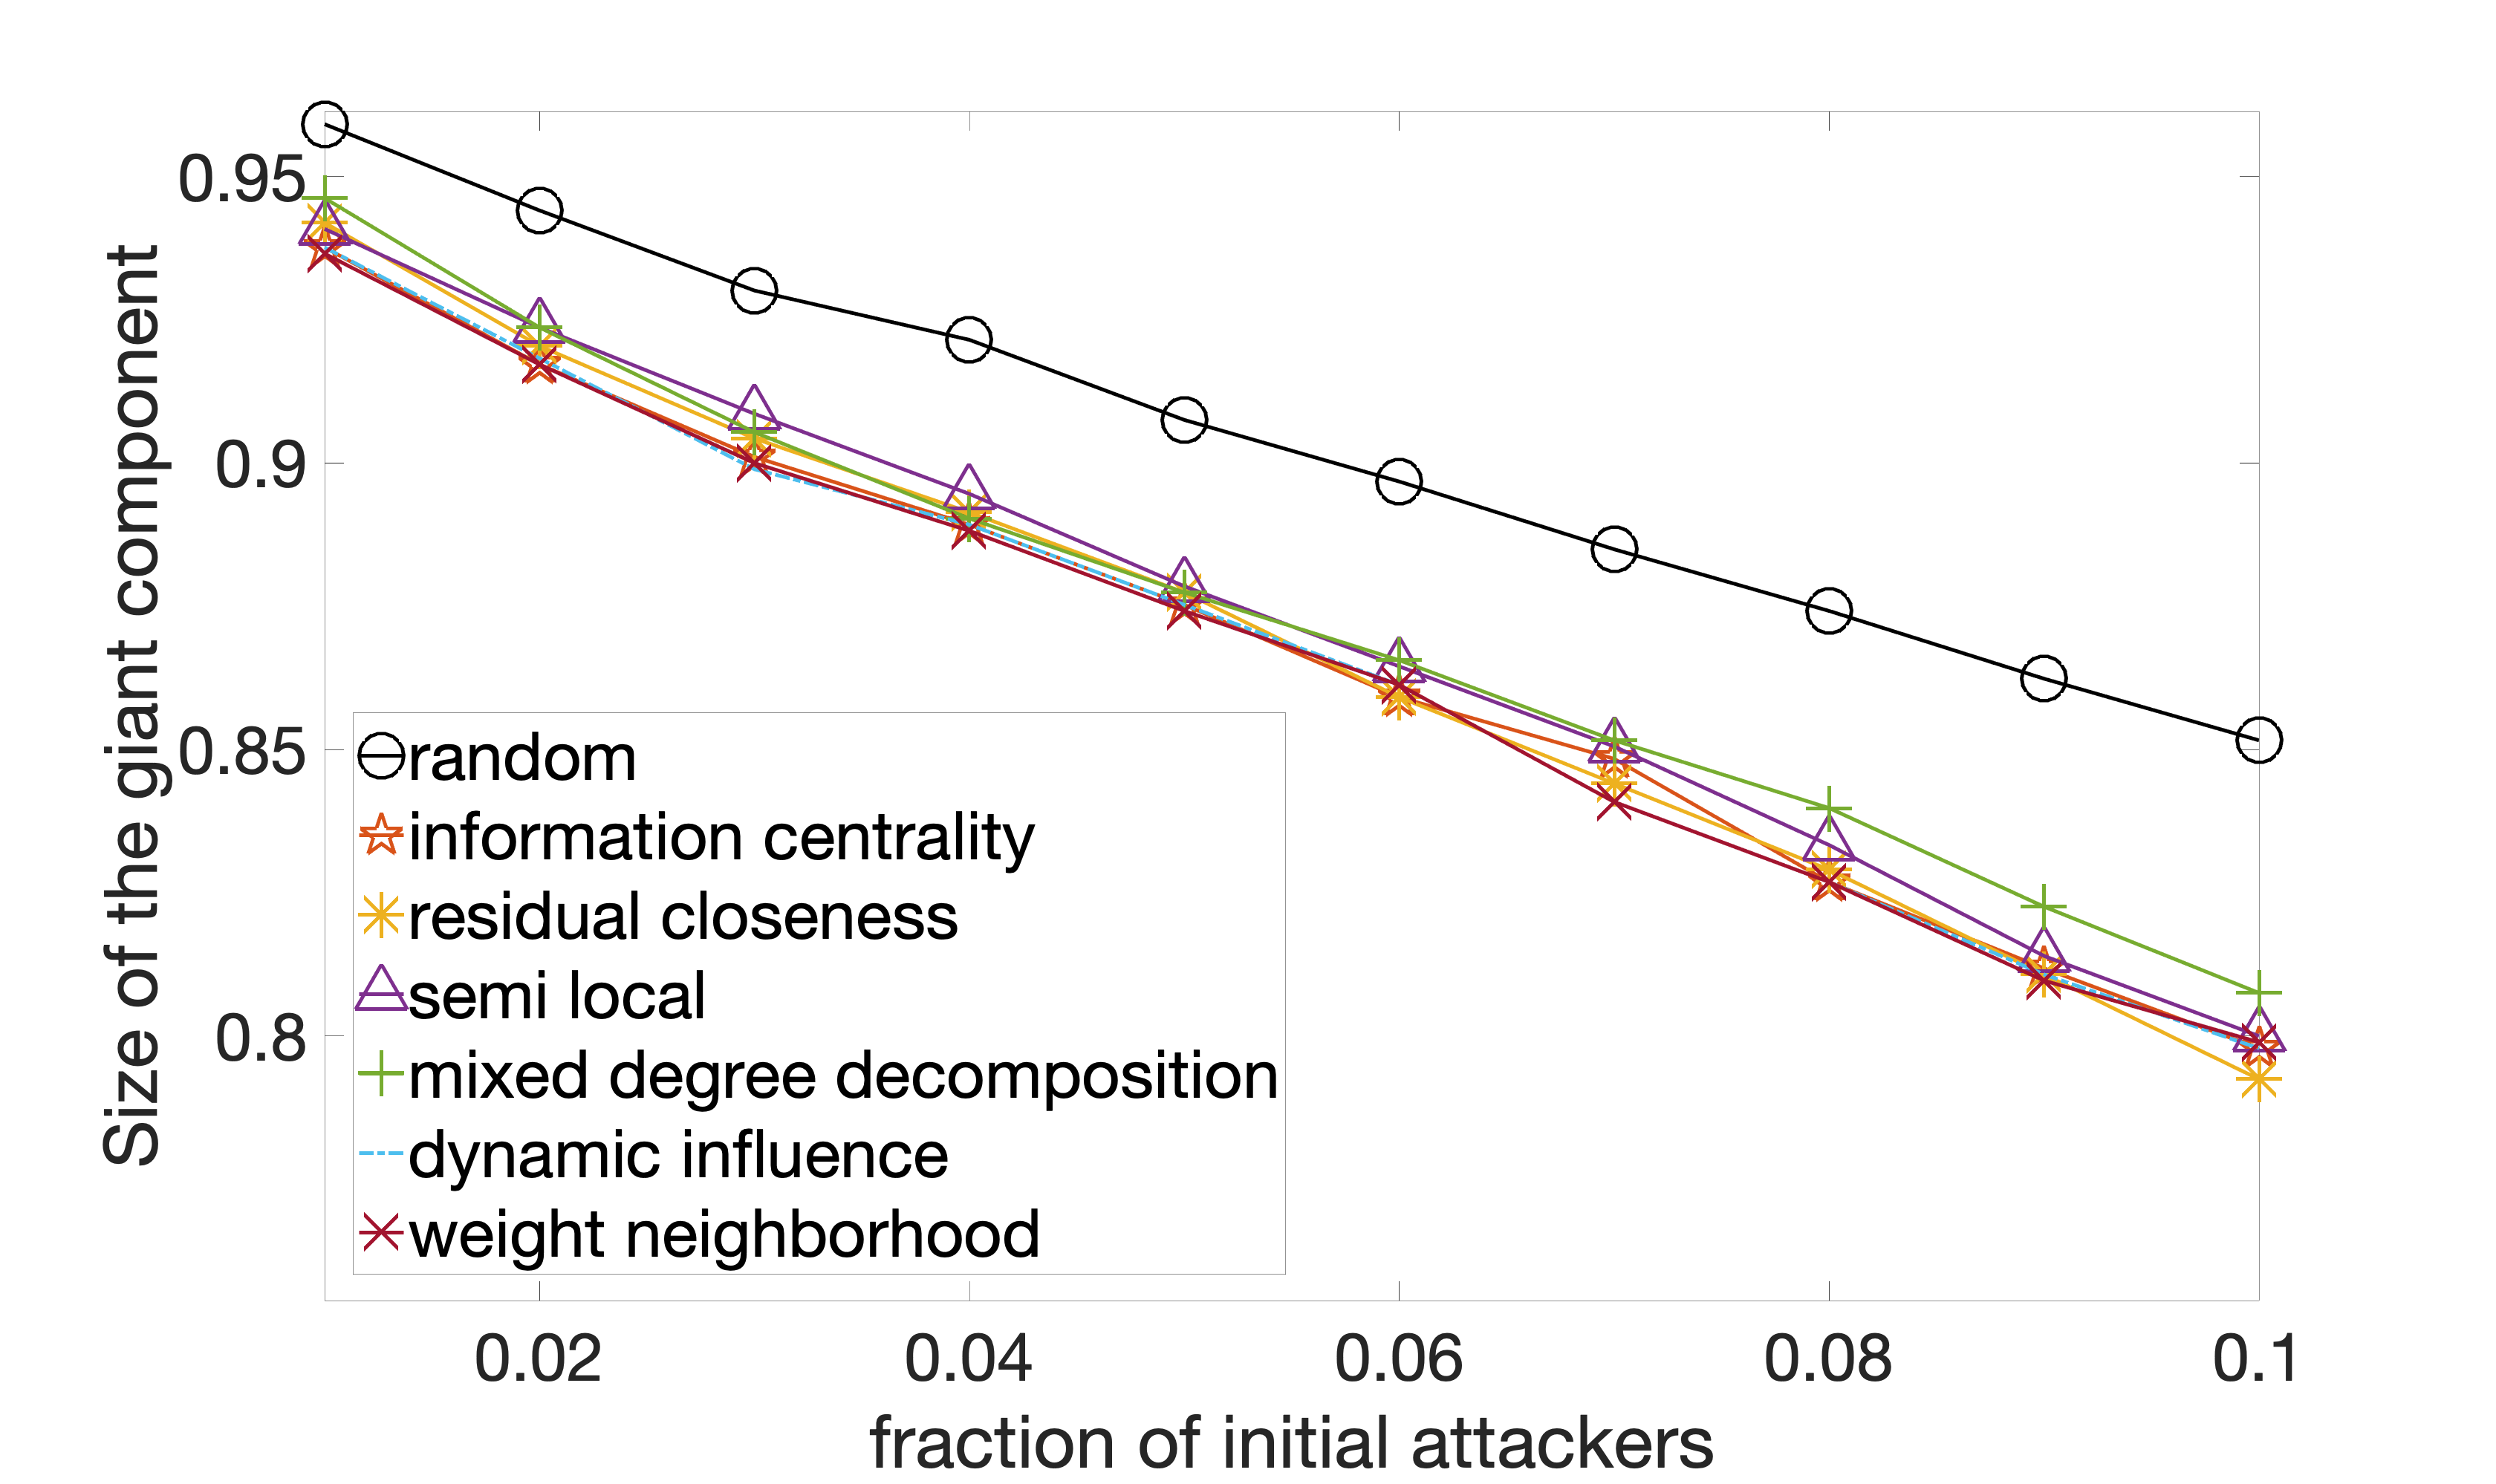 Size of the giant component
0.95
0.9
0.85
0.8
random
information centrality
residual closeness
semi local
mixed degree decomposition
dynamic influence
weight neighborhood
0.02 0.04 0.06 0.08 0.1
fraction of initial attackers